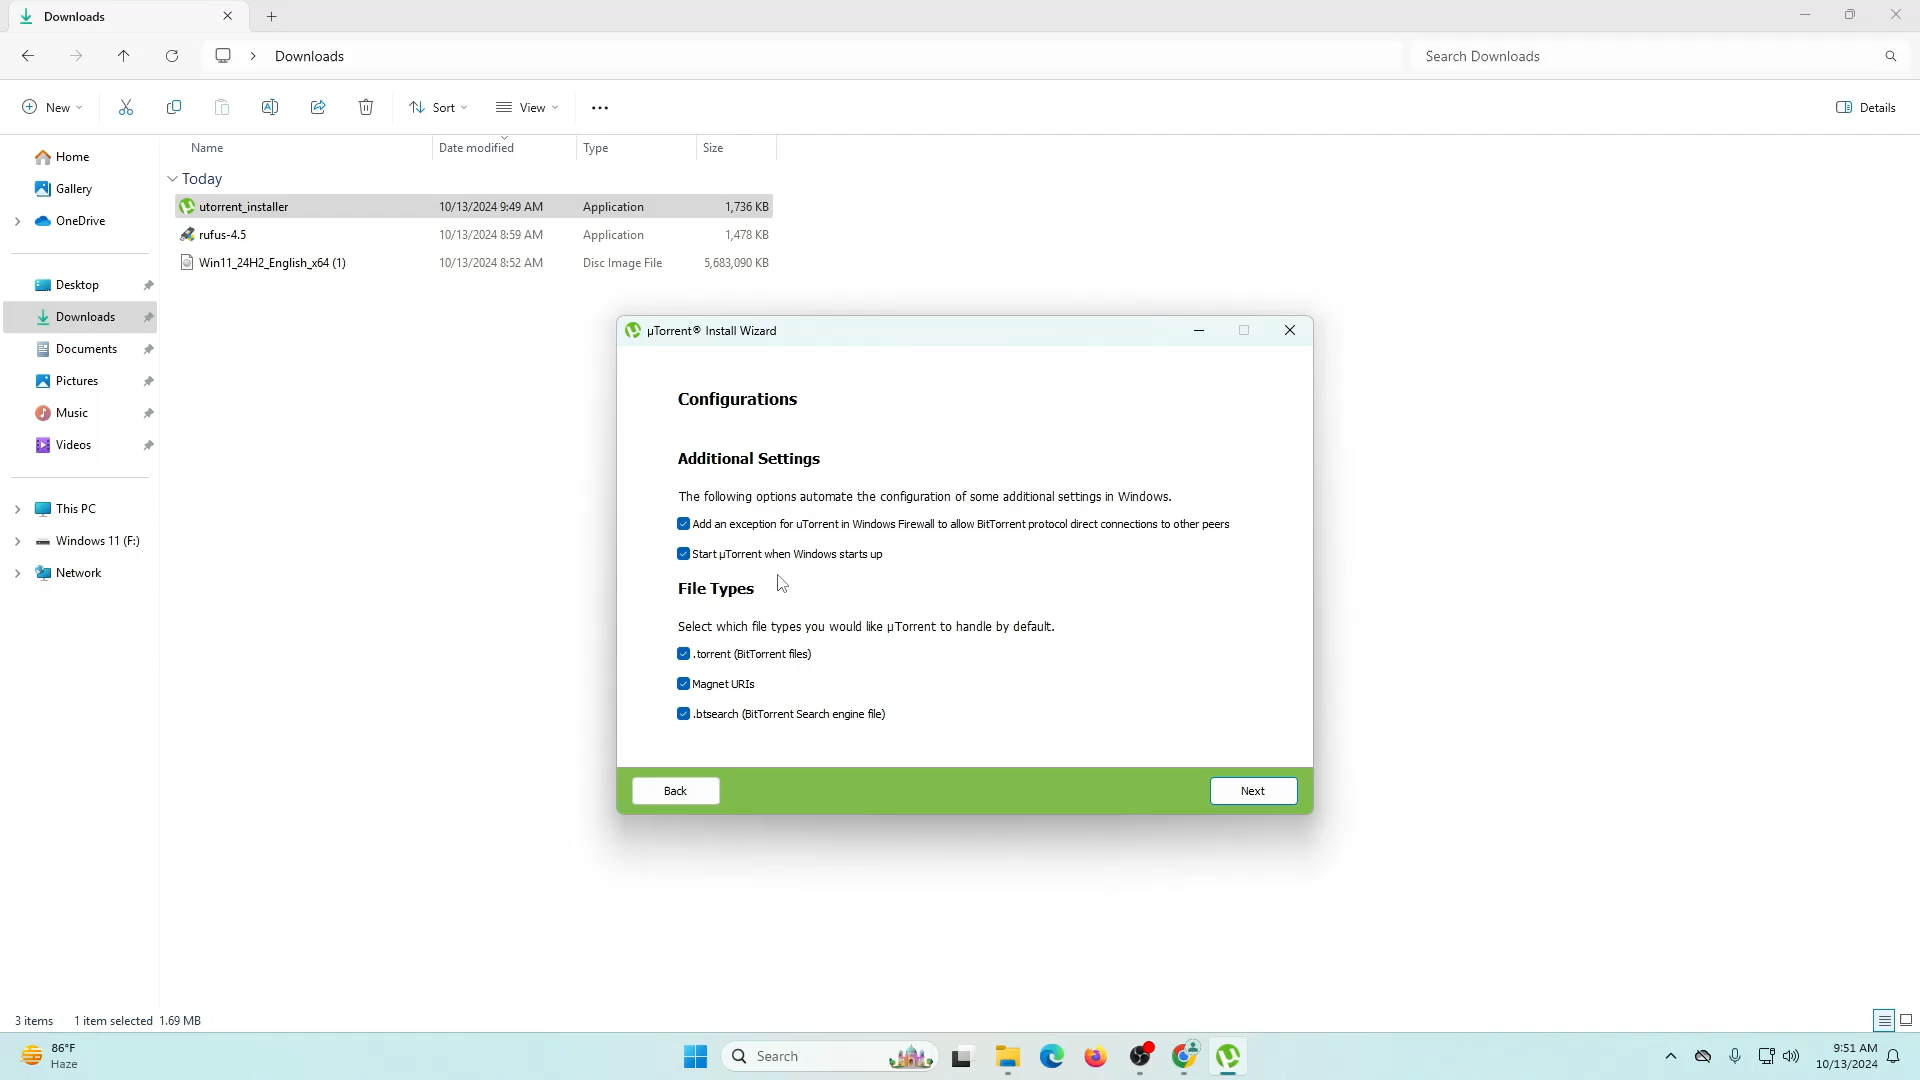 Downloads
Downloads
Search Downloads
New
Sort
View
Details
Name Date modified Type Size
Today
utorrent_installer 10/13/2024 9:49 AM Application 1,736 KB
rufus-4.5 10/13/2024 8:59 AM Application 1,478 KB
Win11_24H2_English_x64 (1) 10/13/2024 8:52 AM Disc Image File 5,683,090 KB
Home
Gallery
OneDrive
Desktop
Downloads
Documents
Pictures
Music
Videos
This PC
Windows 11 (F:)
Network
µTorrent® Install Wizard
Configurations
Additional Settings
The following options automate the configuration of some additional settings in Windows.
Add an exception for uTorrent in Windows Firewall to allow BitTorrent protocol direct connections to other peers
Start µTorrent when Windows starts up
File Types
Select which file types you would like µTorrent to handle by default.
.torrent (BitTorrent files)
Magnet URIs
.btsearch (BitTorrent Search engine file)
Back
Next
3 items 1 item selected 1.69 MB
86°F
Haze
Search
9:51 AM
10/13/2024